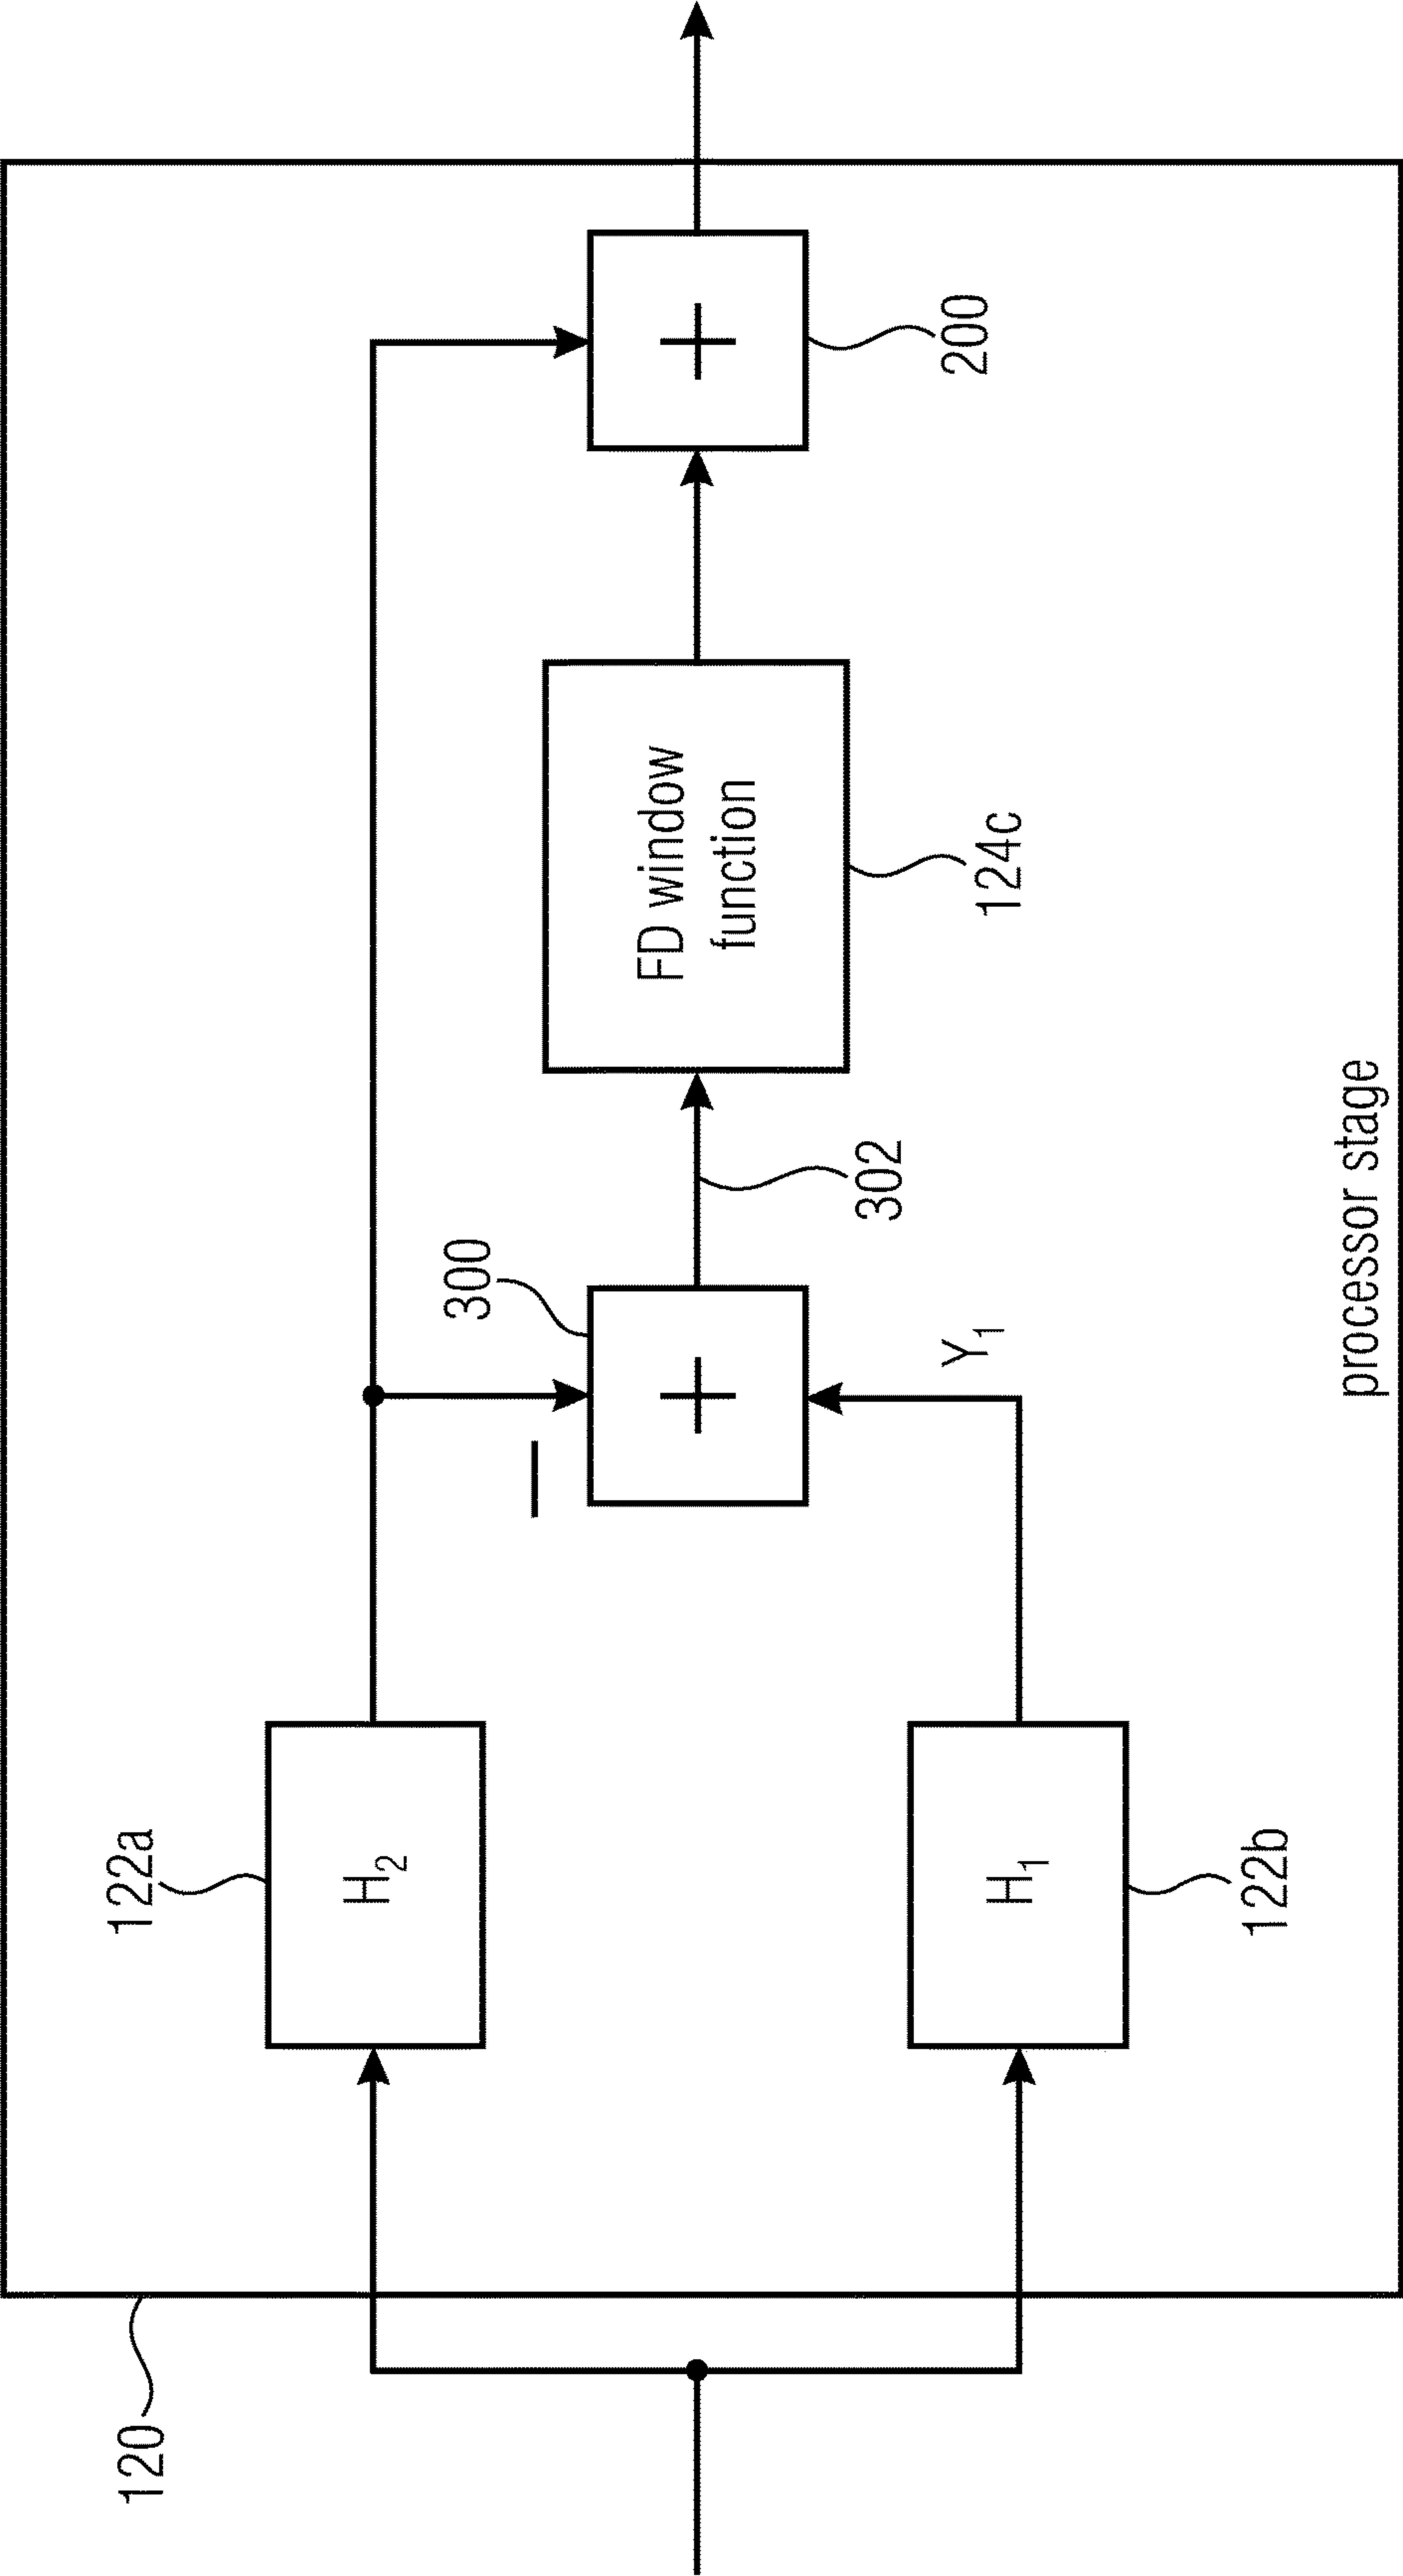 120
122a
H2
122b
H1
300
+
−
Y1
302
FD window
function
124c
+
200
processor stage